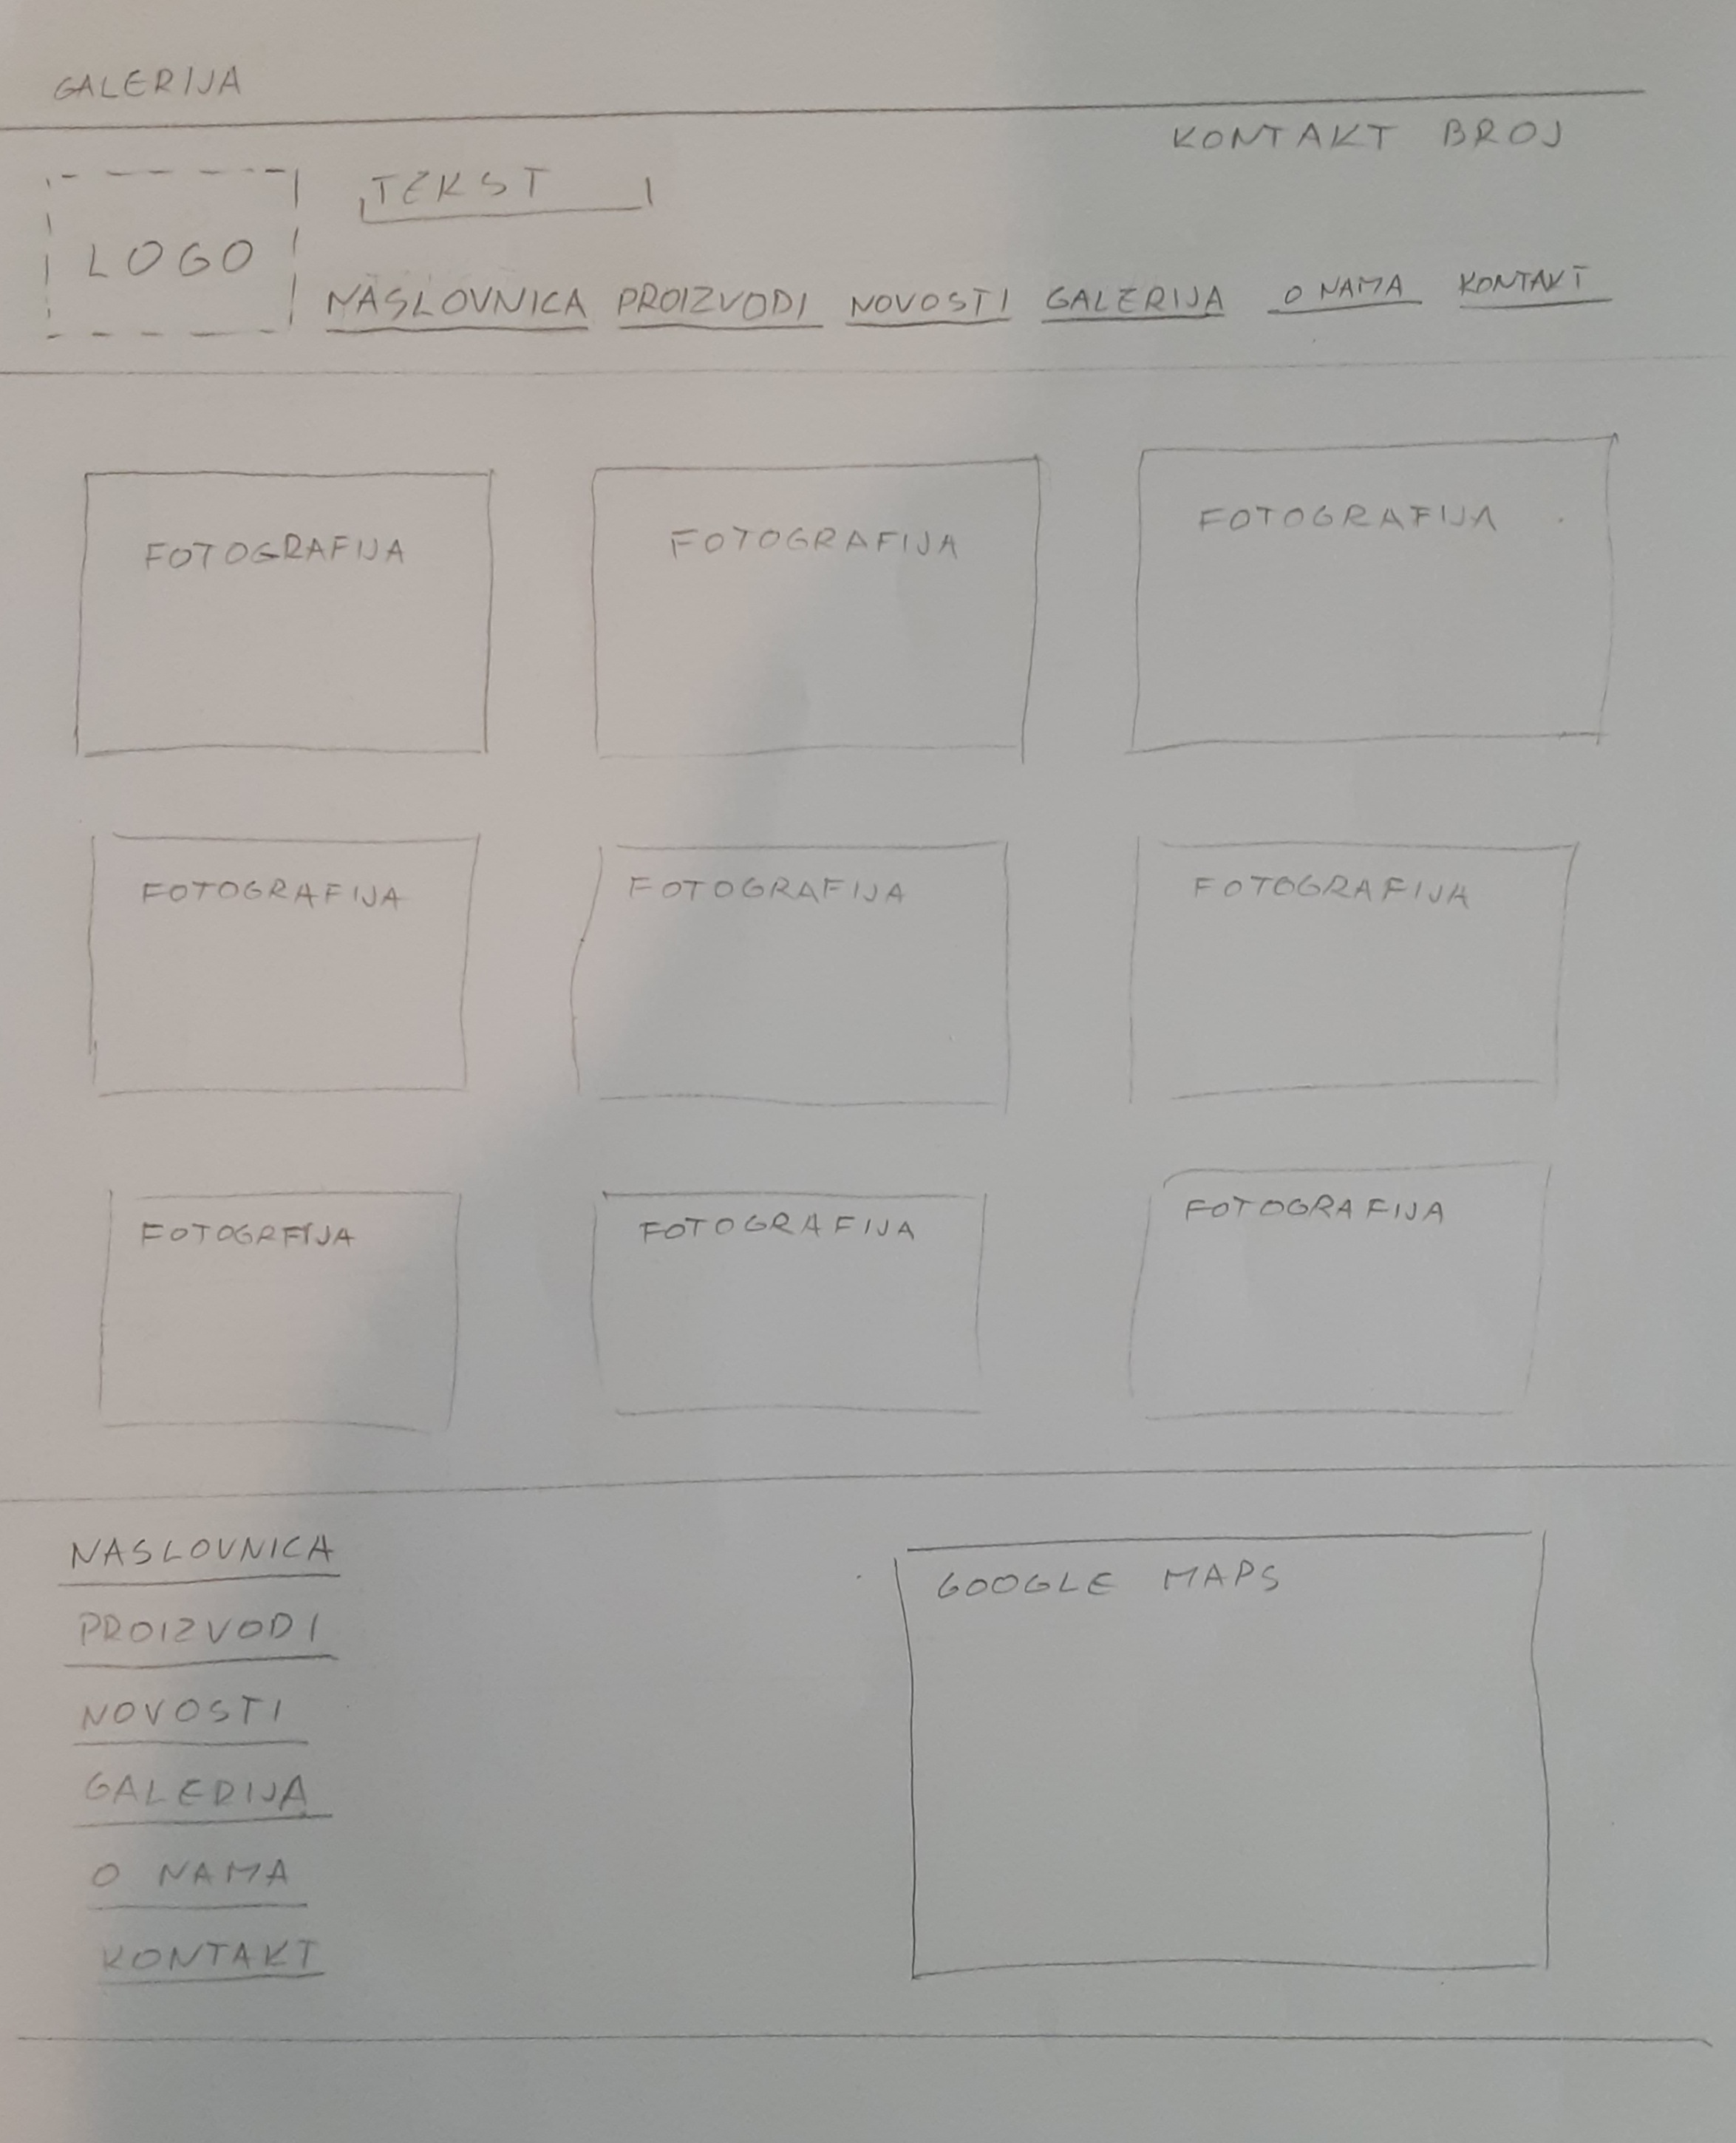 GALERIJA
KONTAKT BROJ
TEKST
LOGO
NASLOVNICA PROIZVODI NOVOSTI GALERIJA O NAMA KONTAKT
FOTOGRAFIJA FOTOGRAFIJA FOTOGRAFIJA
FOTOGRAFIJA FOTOGRAFIJA FOTOGRAFIJA
FOTOGRFIJA FOTOGRAFIJA FOTOGRAFIJA
NASLOVNICA
GOOGLE MAPS
PROIZVODI
NOVOSTI
GALERIJA
O NAMA
KONTAKT